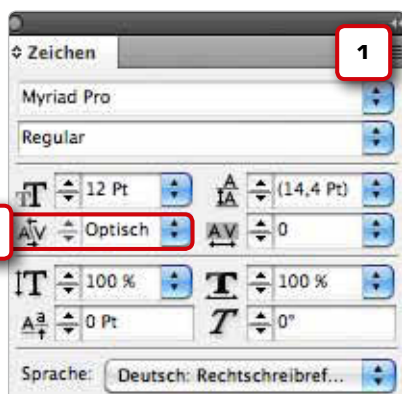 Zeichen
1
Myriad Pro
Regular
12 Pt
(14,4 Pt)
Optisch
0
100 %
100 %
0 Pt
0°
Sprache: Deutsch: Rechtschreibref...